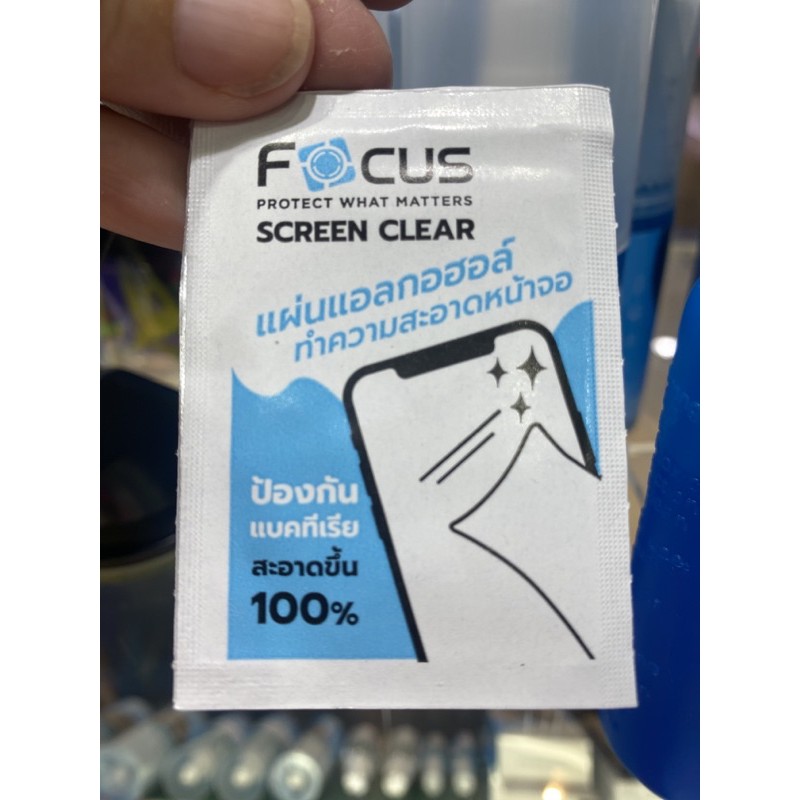 FOCUS
PROTECT WHAT MATTERS
SCREEN CLEAR
แผ่นแอลกอฮอล์
ทำความสะอาดหน้าจอ
ป้องกัน
แบคทีเรีย
สะอาดขึ้น
100%